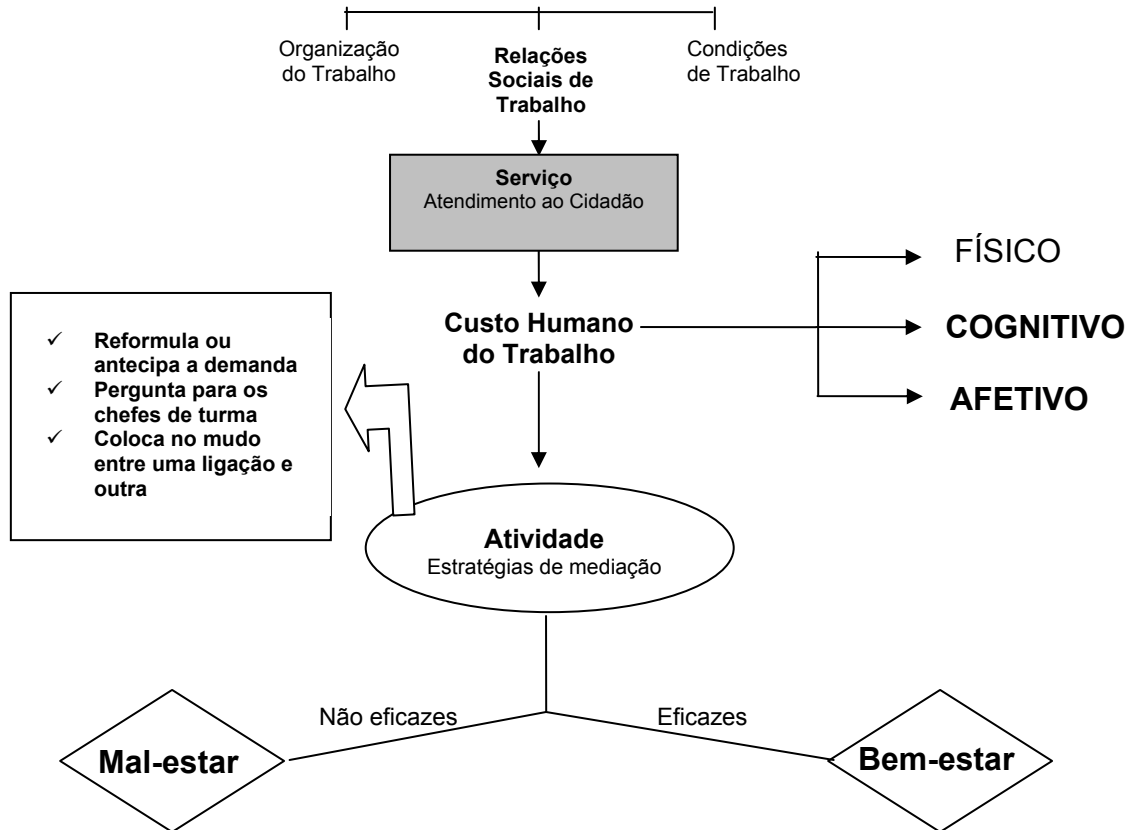 Organização
do Trabalho
Relações
Sociais de
Trabalho
Condições
de Trabalho
Serviço
Atendimento ao Cidadão
Custo Humano
do Trabalho
FÍSICO
COGNITIVO
AFETIVO
✓ Reformula ou
antecipa a demanda
✓ Pergunta para os
chefes de turma
✓ Coloca no mudo
entre uma ligação e
outra
Atividade
Estratégias de mediação
Não eficazes
Eficazes
Mal-estar
Bem-estar